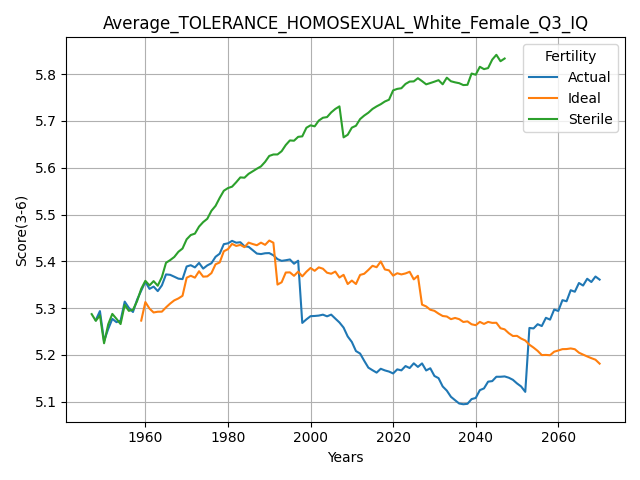 Average_TOLERANCE_HOMOSEXUAL_White_Female_Q3_IQ
Fertility
Actual
Ideal
Sterile
Score(3-6)
5.8
5.7
5.6
5.5
5.4
5.3
5.2
5.1
1960
1980
2000
2020
2040
2060
Years